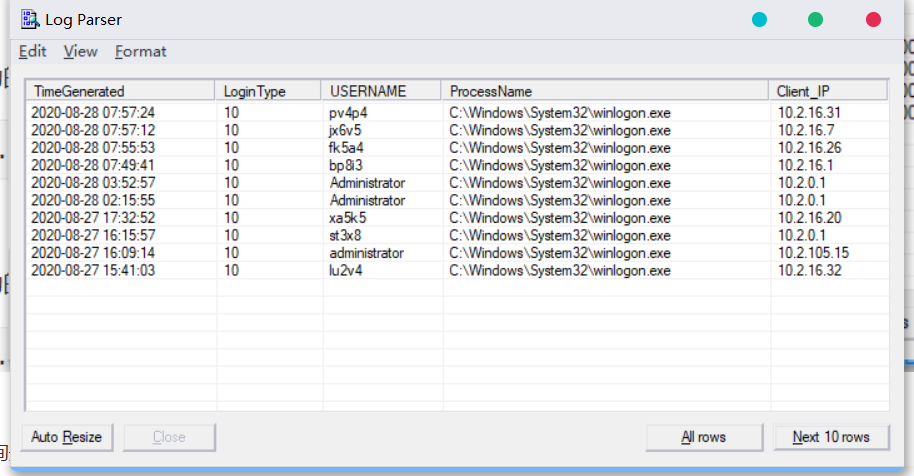 Log Parser
Edit View Format
TimeGenerated LoginType USERNAME ProcessName Client_IP
2020-08-28 07:57:24 10 pv4p4 C:\Windows\System32\winlogon.exe 10.2.16.31
2020-08-28 07:57:12 10 jx6v5 C:\Windows\System32\winlogon.exe 10.2.16.7
2020-08-28 07:55:53 10 fk5a4 C:\Windows\System32\winlogon.exe 10.2.16.26
2020-08-28 07:49:41 10 bp8i3 C:\Windows\System32\winlogon.exe 10.2.16.1
2020-08-28 03:52:57 10 Administrator C:\Windows\System32\winlogon.exe 10.2.0.1
2020-08-28 02:15:55 10 Administrator C:\Windows\System32\winlogon.exe 10.2.0.1
2020-08-27 17:32:52 10 xa5k5 C:\Windows\System32\winlogon.exe 10.2.16.20
2020-08-27 16:15:57 10 st3x8 C:\Windows\System32\winlogon.exe 10.2.0.1
2020-08-27 16:09:14 10 administrator C:\Windows\System32\winlogon.exe 10.2.105.15
2020-08-27 15:41:03 10 lu2v4 C:\Windows\System32\winlogon.exe 10.2.16.32
Auto Resize Close All rows Next 10 rows